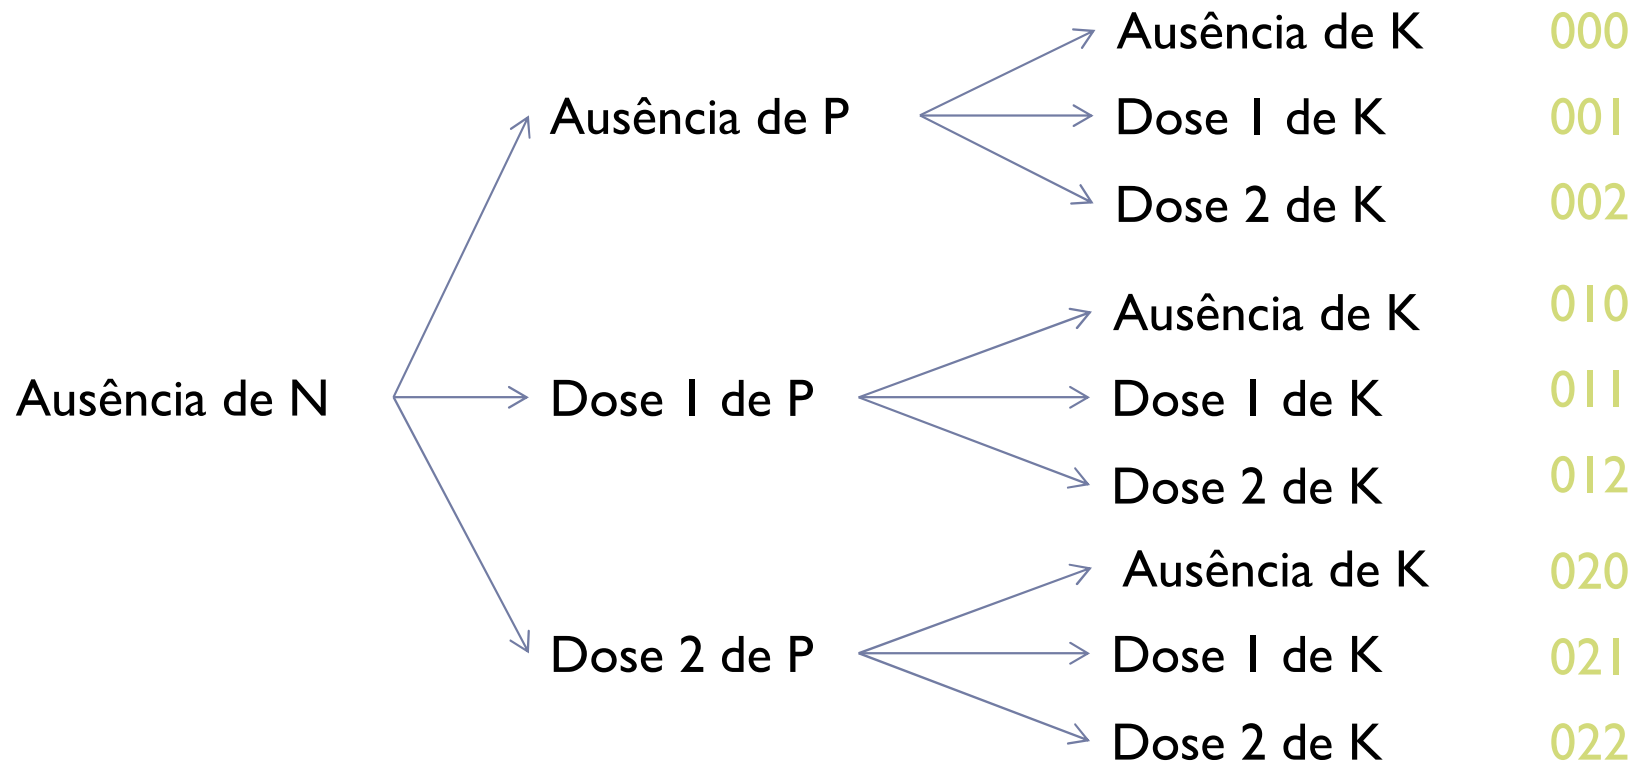 Ausência de K 000
Ausência de P Dose 1 de K 001
Dose 2 de K 002
Ausência de K 010
Ausência de N Dose 1 de P Dose 1 de K 011
Dose 2 de K 012
Ausência de K 020
Dose 2 de P Dose 1 de K 021
Dose 2 de K 022